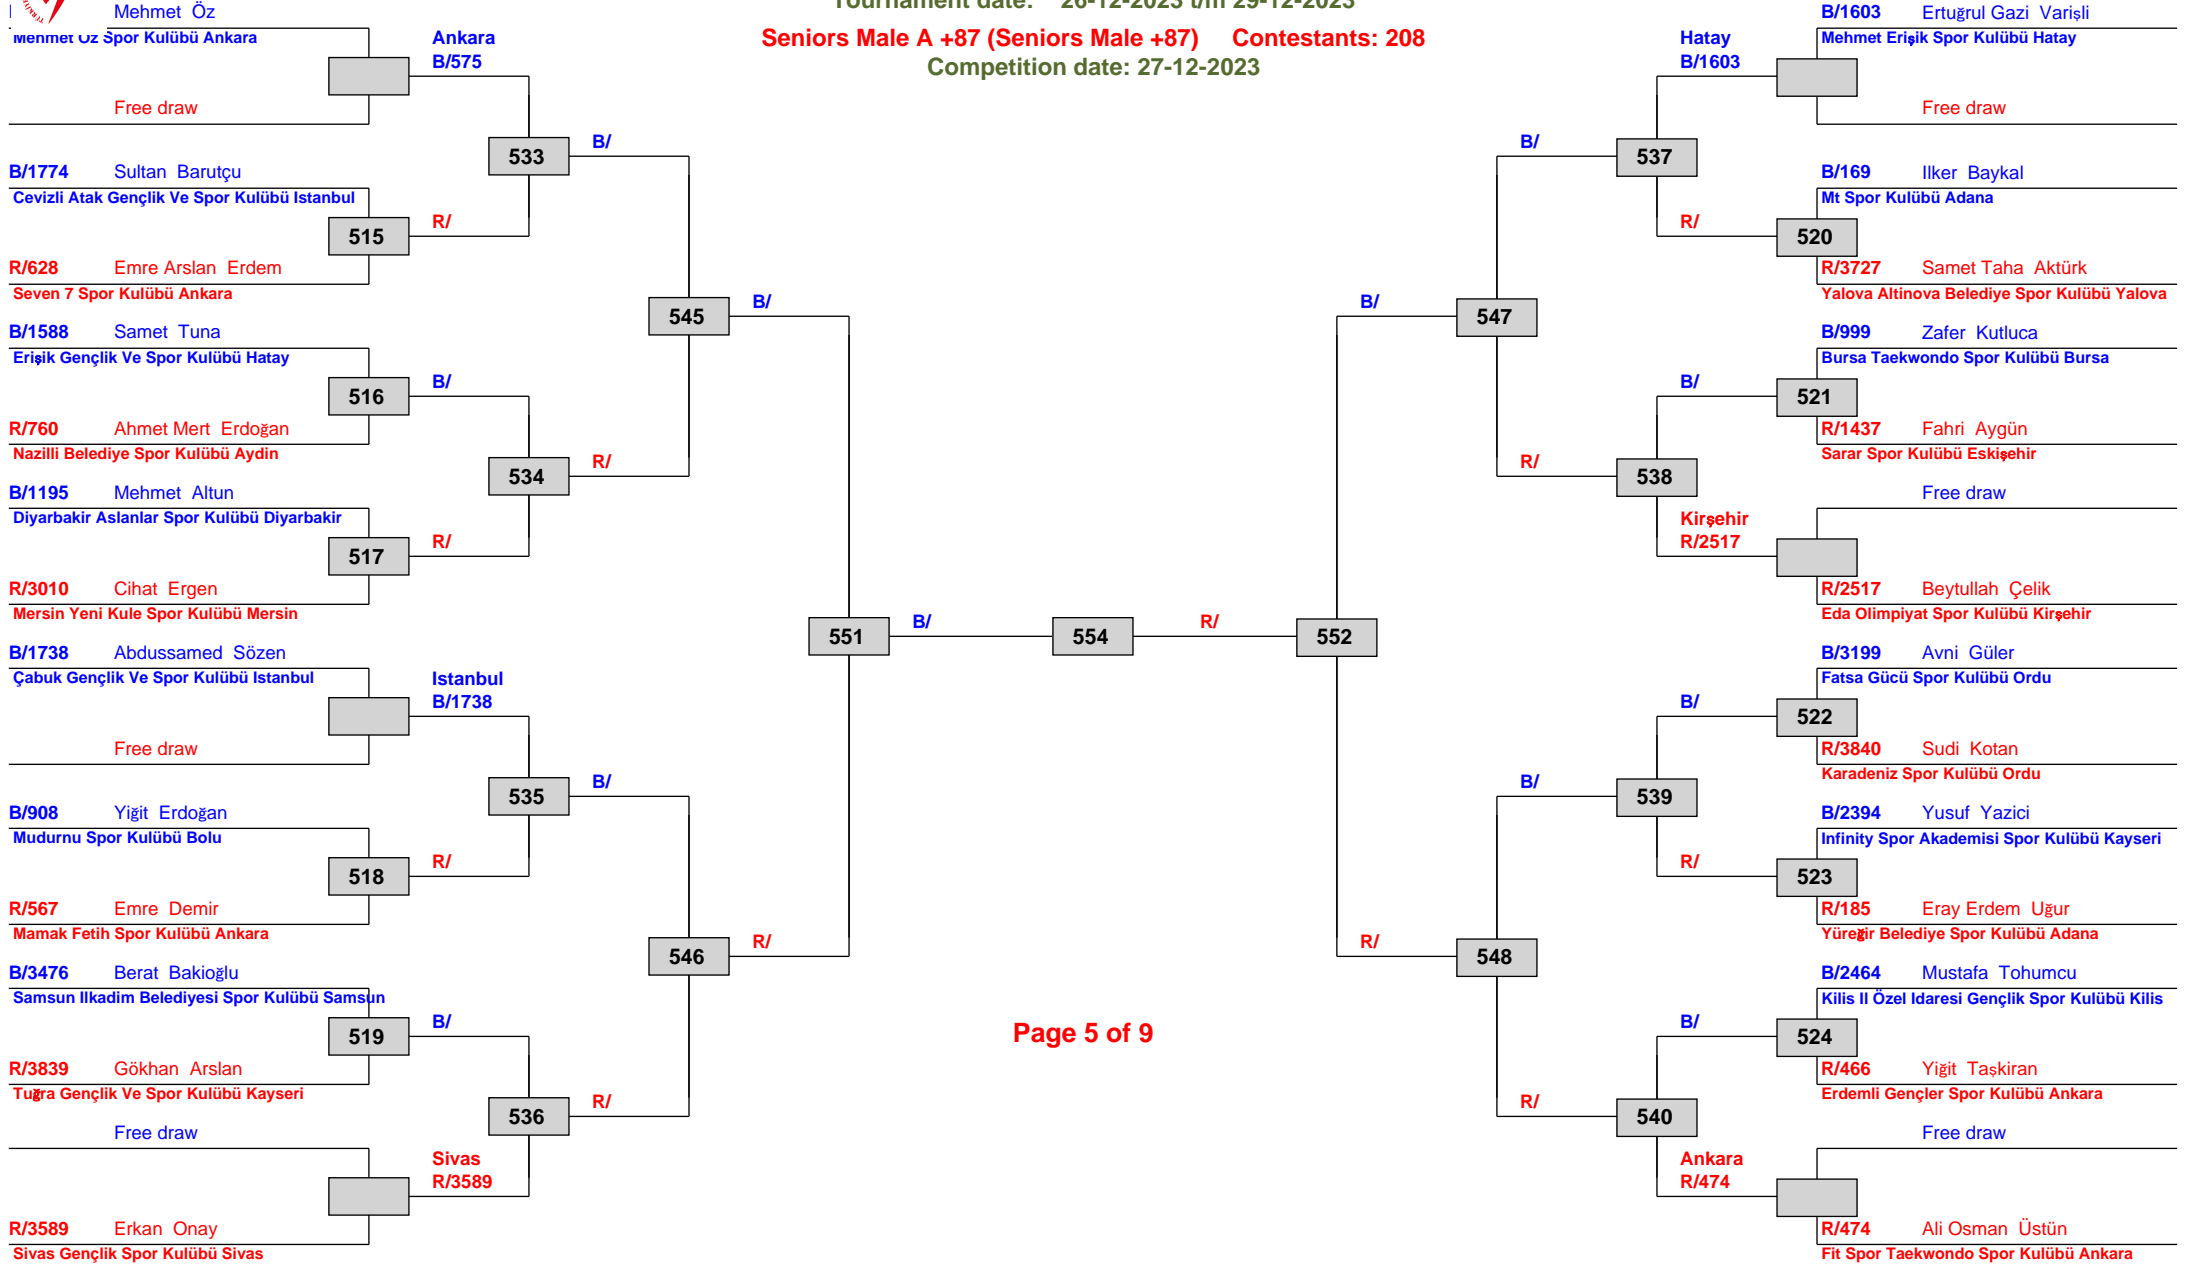 Tournament date: 26-12-2023 t/m 29-12-2023
Seniors Male A +87 (Seniors Male +87) Contestants: 208
Competition date: 27-12-2023
Mehmet Öz
Mehmet Öz Spor Kulübü Ankara
Free draw
B/1774 Sultan Barutçu
Cevizli Atak Gençlik Ve Spor Kulübü Istanbul
R/628 Emre Arslan Erdem
Seven 7 Spor Kulübü Ankara
B/1588 Samet Tuna
Erişik Gençlik Ve Spor Kulübü Hatay
R/760 Ahmet Mert Erdoğan
Nazilli Belediye Spor Kulübü Aydin
B/1195 Mehmet Altun
Diyarbakir Aslanlar Spor Kulübü Diyarbakir
R/3010 Cihat Ergen
Mersin Yeni Kule Spor Kulübü Mersin
B/1738 Abdussamed Sözen
Çabuk Gençlik Ve Spor Kulübü Istanbul
Free draw
B/908 Yiğit Erdoğan
Mudurnu Spor Kulübü Bolu
R/567 Emre Demir
Mamak Fetih Spor Kulübü Ankara
B/3476 Berat Bakioğlu
Samsun Ilkadim Belediyesi Spor Kulübü Samsun
R/3839 Gökhan Arslan
Tuğra Gençlik Ve Spor Kulübü Kayseri
Free draw
R/3589 Erkan Onay
Sivas Gençlik Spor Kulübü Sivas
515
516
517
518
519
Ankara
B/575
R/
B/
R/
Istanbul
B/1738
R/
B/
Sivas
R/3589
533
534
535
536
B/
R/
B/
R/
545
546
B/
R/
551
B/
554
R/
552
B/
R/
547
548
B/
R/
B/
R/
537
538
539
540
Hatay
B/1603
R/
B/
Kirşehir
R/2517
B/
R/
B/
Ankara
R/474
520
521
522
523
524
B/1603 Ertuğrul Gazi Varişli
Mehmet Erişik Spor Kulübü Hatay
Free draw
B/169 Ilker Baykal
Mt Spor Kulübü Adana
R/3727 Samet Taha Aktürk
Yalova Altinova Belediye Spor Kulübü Yalova
B/999 Zafer Kutluca
Bursa Taekwondo Spor Kulübü Bursa
R/1437 Fahri Aygün
Sarar Spor Kulübü Eskişehir
Free draw
R/2517 Beytullah Çelik
Eda Olimpiyat Spor Kulübü Kirşehir
B/3199 Avni Güler
Fatsa Gücü Spor Kulübü Ordu
R/3840 Sudi Kotan
Karadeniz Spor Kulübü Ordu
B/2394 Yusuf Yazici
Infinity Spor Akademisi Spor Kulübü Kayseri
R/185 Eray Erdem Uğur
Yüreğir Belediye Spor Kulübü Adana
B/2464 Mustafa Tohumcu
Kilis Il Özel Idaresi Gençlik Spor Kulübü Kilis
R/466 Yiğit Taşkiran
Erdemli Gençler Spor Kulübü Ankara
Free draw
R/474 Ali Osman Üstün
Fit Spor Taekwondo Spor Kulübü Ankara
Page 5 of 9